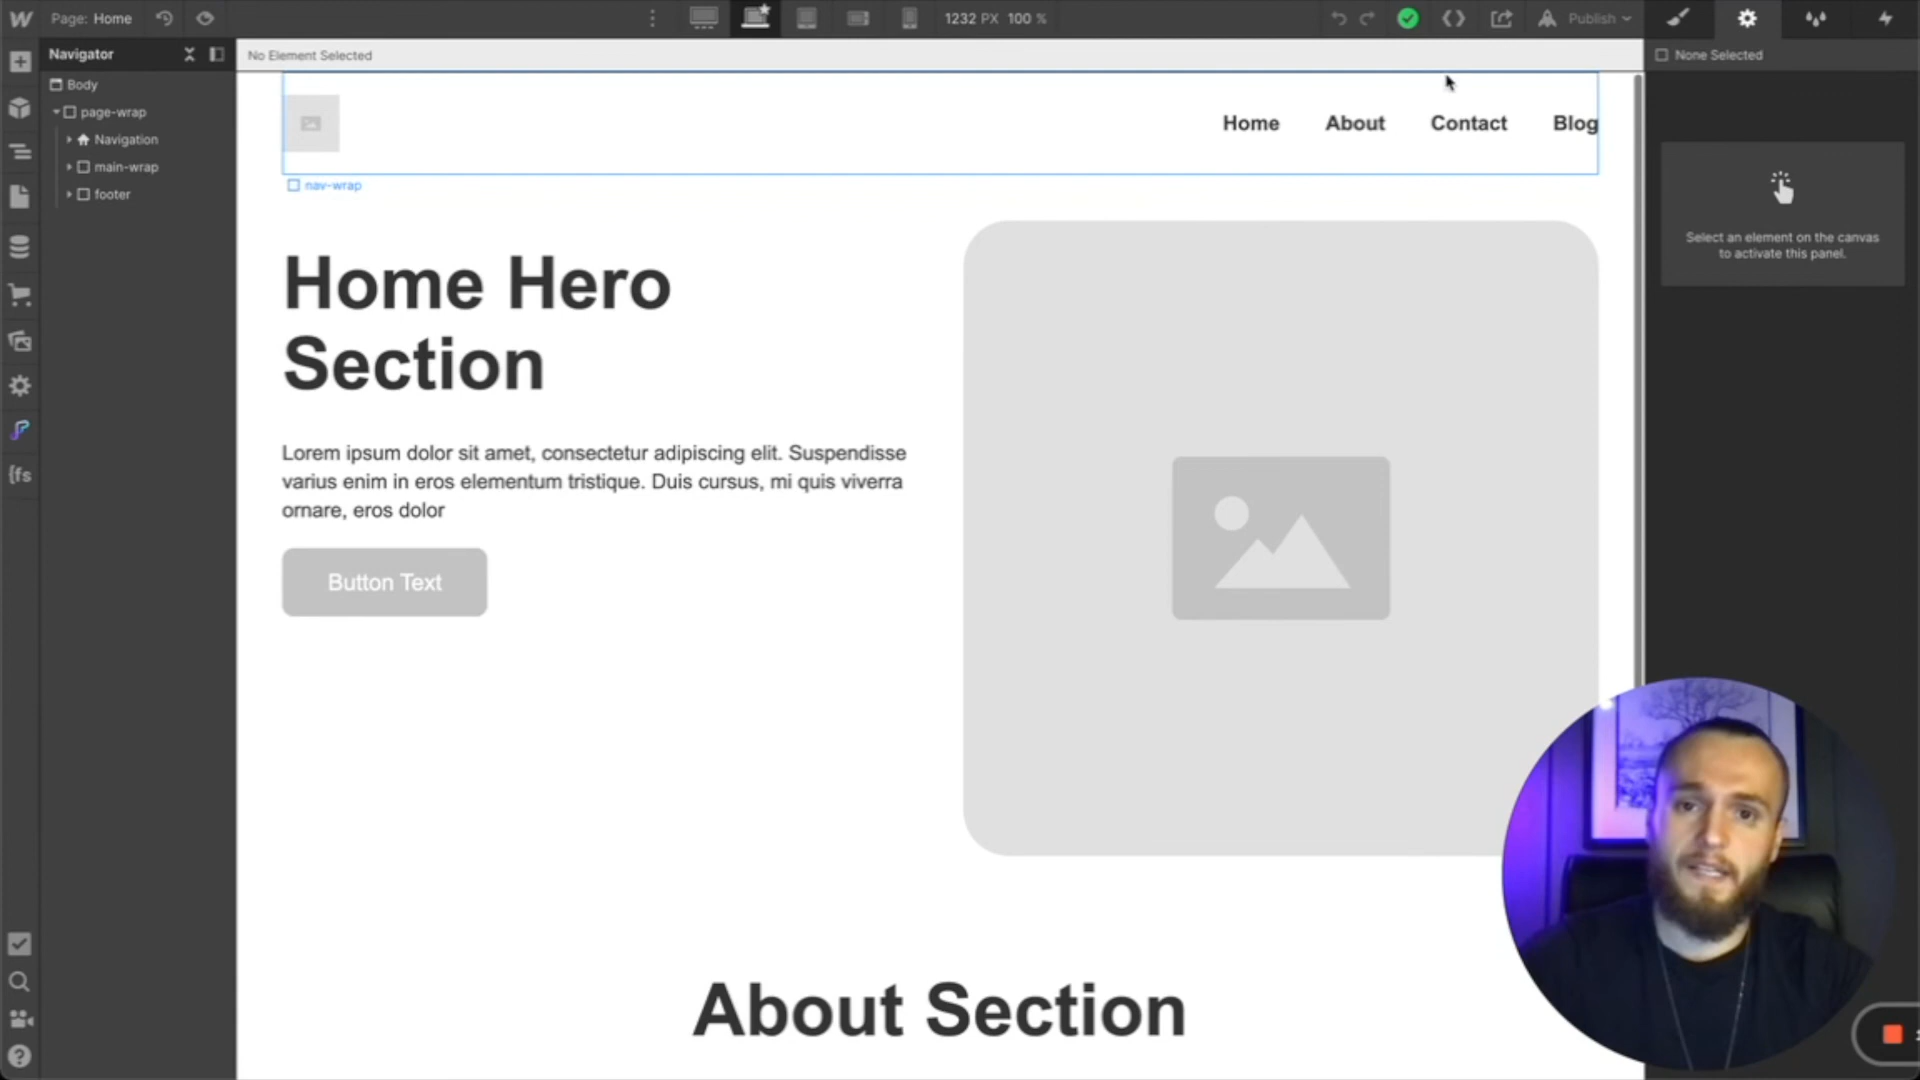 Page: Home
1232 PX 100 %
Publish
Navigator
No Element Selected
None Selected
Body
page-wrap
Navigation
main-wrap
footer
Home About Contact Blog
nav-wrap
Select an element on the canvas
to activate this panel.
Home Hero
Section
Lorem ipsum dolor sit amet, consectetur adipiscing elit. Suspendisse
varius enim in eros elementum tristique. Duis cursus, mi quis viverra
ornare, eros dolor
Button Text
{fs
About Section